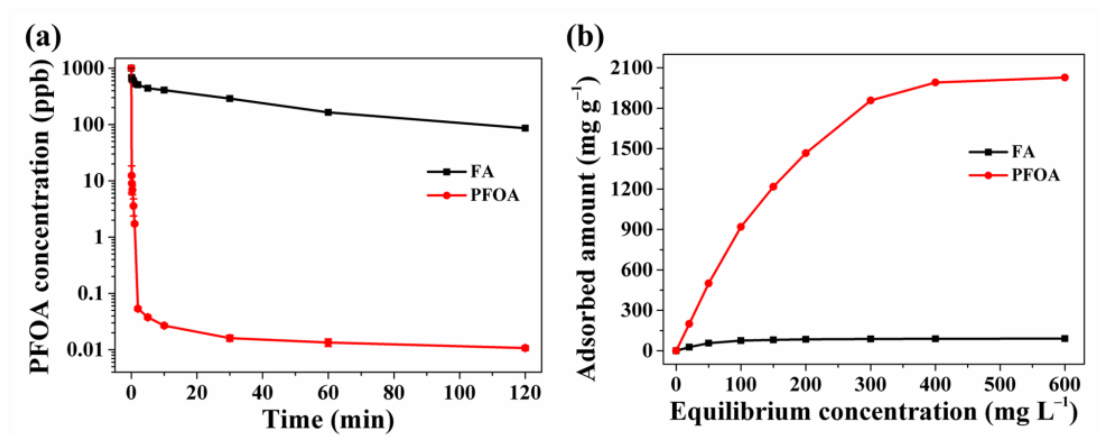 (a)
PFOA concentration (ppb)
1000
100
10
1
0.1
0.01
FA
PFOA
0 20 40 60 80 100 120
Time (min)
(b)
Adsorbed amount (mg g⁻¹)
2100
1800
1500
1200
900
600
300
0
FA
PFOA
0 100 200 300 400 500 600
Equilibrium concentration (mg L⁻¹)